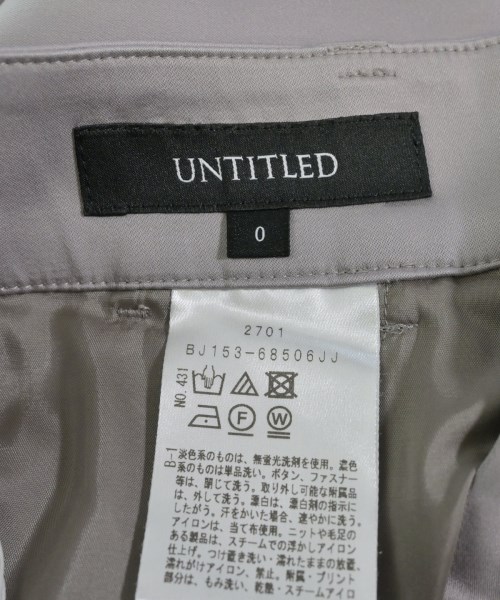 UNTITLED
0
2701
BJ153-68506JJ
NO.431
F W
B-1
淡色系のものは、無蛍光洗剤を使用。濃色
系のものは単品洗い。ボタン、ファスナー
等は、閉じて洗う。取り外し可能な附属品
は、外して洗う。漂白は、漂白剤の指示に
したがう。汗をかいた場合、速やかに洗う。
アイロンは、当て布使用。ニットや毛足の
ある製品は、スチームでの浮かしアイロン
仕上げ。つけ置き洗い・濡れたままの放置、
濡れがけアイロン、禁止。附属・プリント
部分は、もみ洗い、乾塾・スチームアイロ